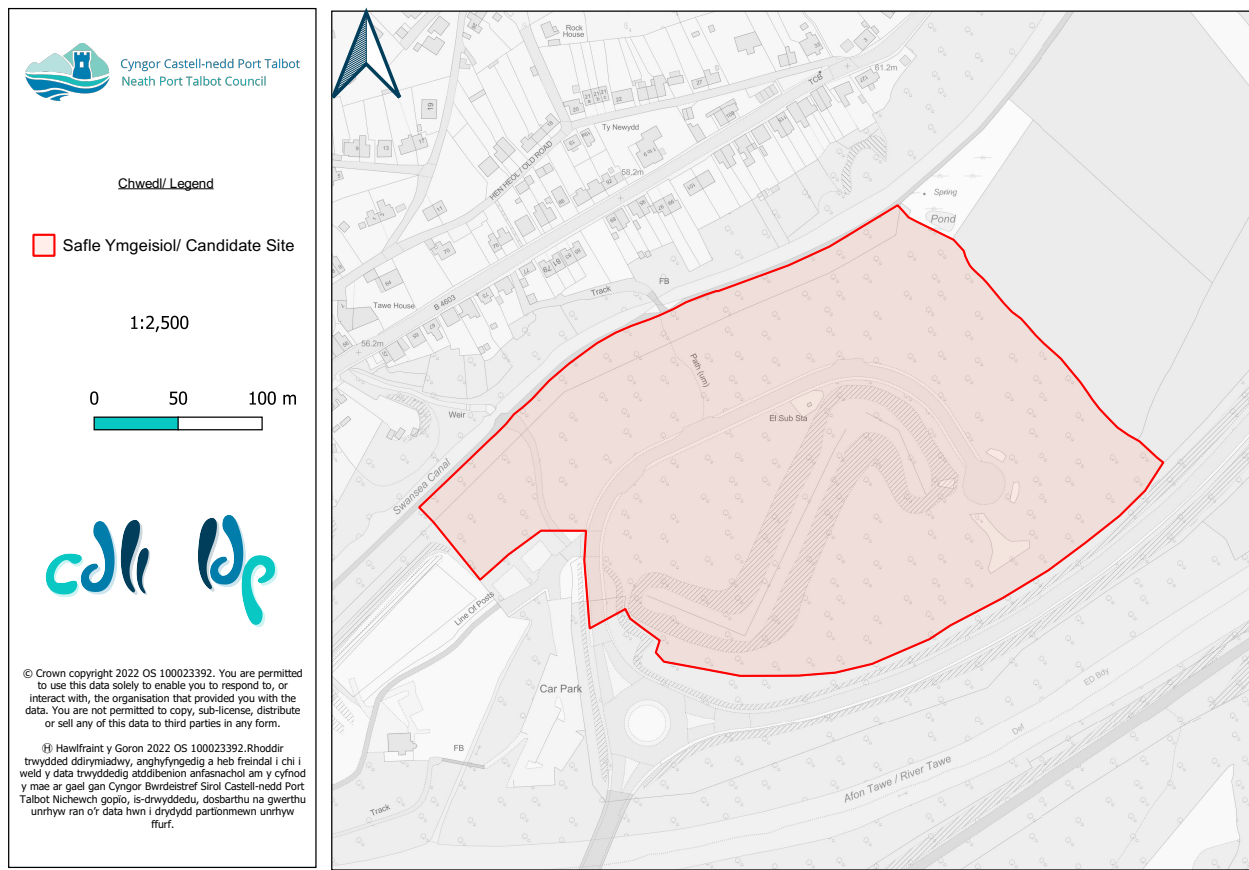 Cyngor Castell-nedd Port Talbot
Neath Port Talbot Council
Chwedl/ Legend
Safle Ymgeisiol/ Candidate Site
1:2,500
0 50 100 m
cdll ldp
© Crown copyright 2022 OS 100023392. You are permitted
to use this data solely to enable you to respond to, or
interact with, the organisation that provided you with the
data. You are not permitted to copy, sub-license, distribute
or sell any of this data to third parties in any form.
Ⓗ Hawlfraint y Goron 2022 OS 100023392.Rhoddir
trwydded ddirymiadwy, anghyfyngedig a heb freindal i chi i
weld y data trwyddedig atddibenion anfasnachol am y cyfnod
y mae ar gael gan Cyngor Bwrdeistref Sirol Castell-nedd Port
Talbot Nichewch gopïo, is-drwyddedu, dosbarthu na gwerthu
unrhyw ran o'r data hwn i drydydd partïonmewn unrhyw
ffurf.
Rock
House
61.2m
TCB
Ty Newydd
HEN HEOL / OLD ROAD
58.2m
Spring
Pond
FB
Track
B 4603
Tawe House
56.2m
Path (um)
El Sub Sta
Weir
Swansea Canal
Line Of Posts
Car Park
ED Bdy
Def
Afon Tawe / River Tawe
FB
Track